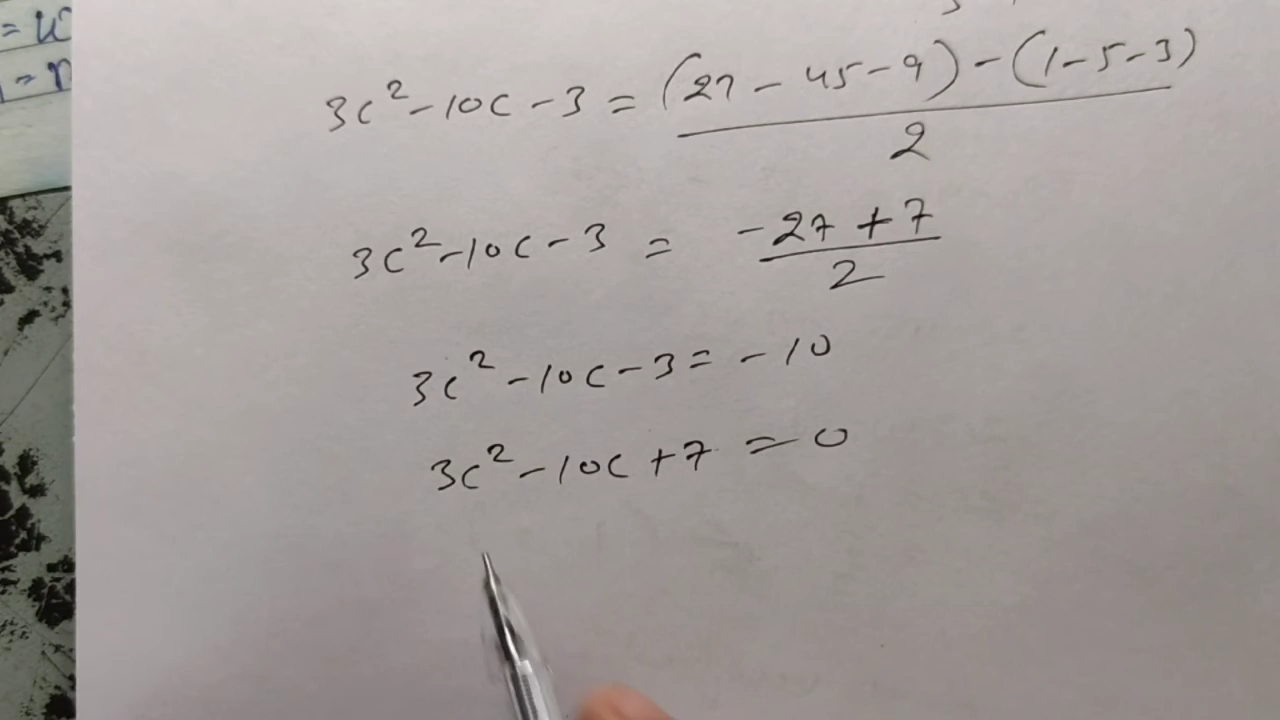 3c² - 10c - 3 = (27 - 45 - 9) - (1 - 5 - 3) / 2
3c² - 10c - 3 = -27 + 7 / 2
3c² - 10c - 3 = -10
3c² - 10c + 7 = 0